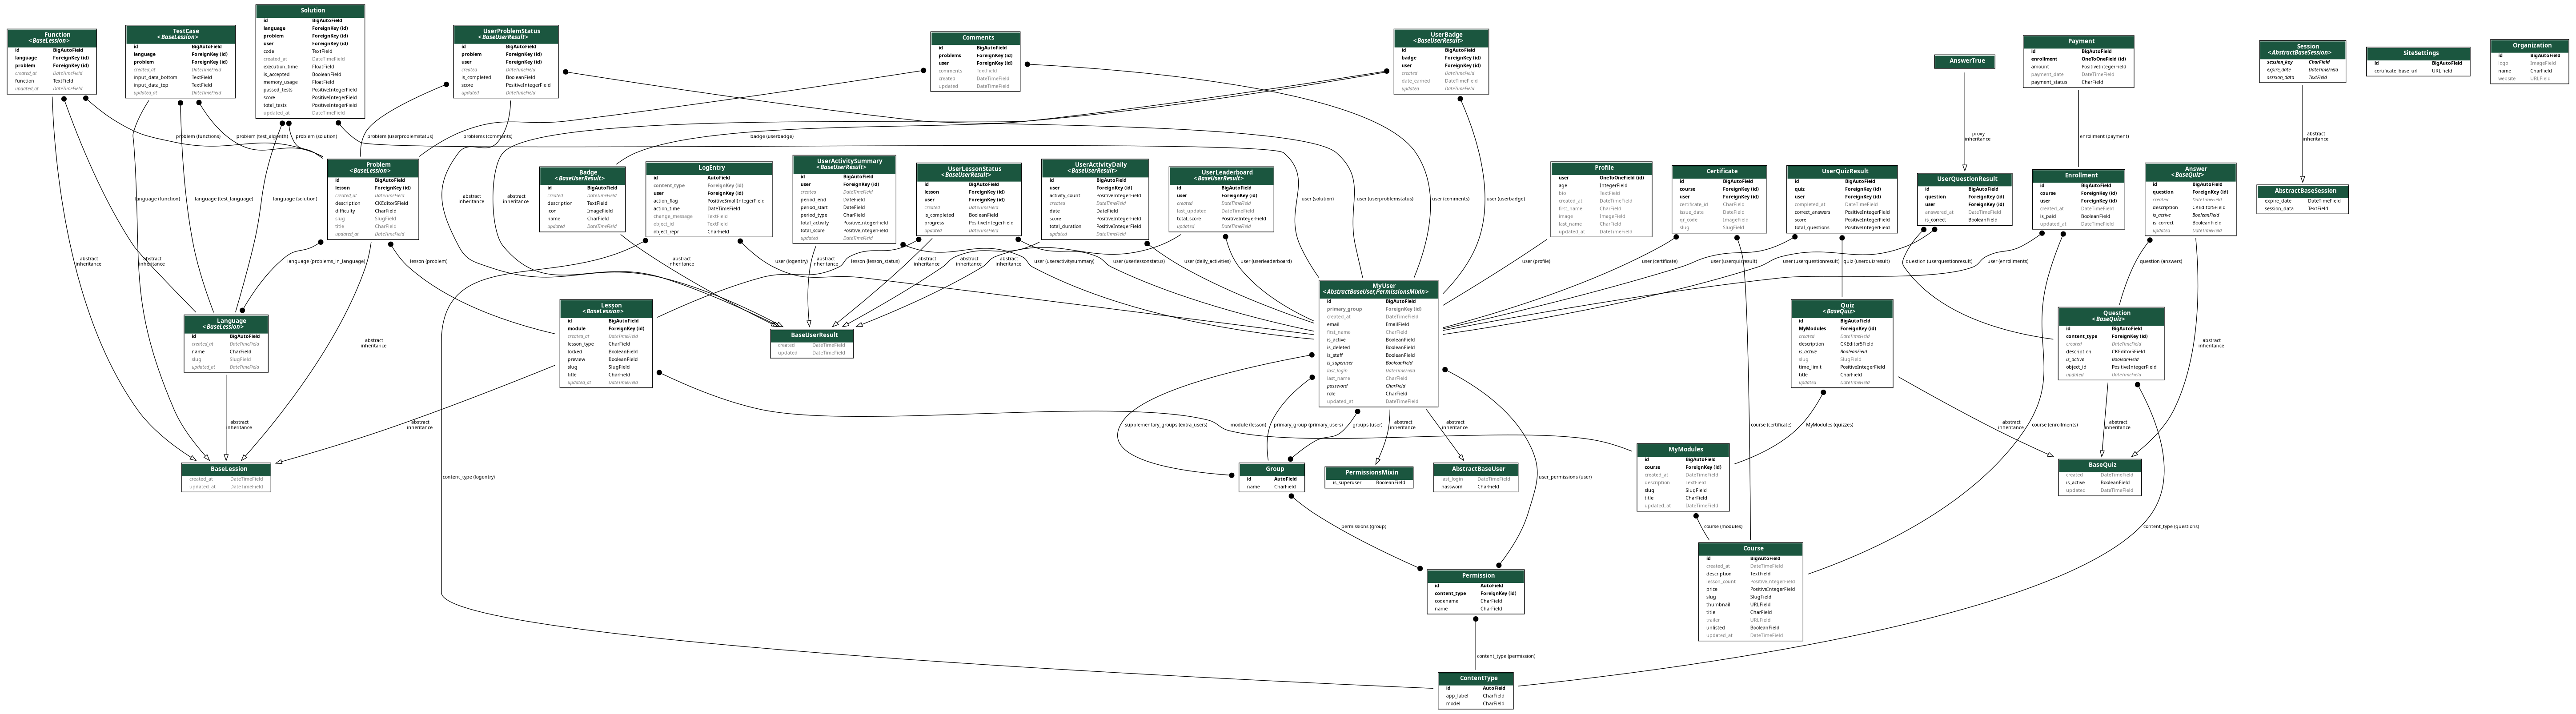 Function
<BaseLession>
id BigAutoField
language ForeignKey (id)
problem ForeignKey (id)
created_at DateTimeField
function TextField
updated_at DateTimeField
TestCase
<BaseLession>
id BigAutoField
language ForeignKey (id)
problem ForeignKey (id)
created_at DateTimeField
input_data_bottom TextField
input_data_top TextField
updated_at DateTimeField
Solution
id BigAutoField
language ForeignKey (id)
problem ForeignKey (id)
user ForeignKey (id)
code TextField
created_at DateTimeField
execution_time FloatField
is_accepted BooleanField
memory_usage FloatField
passed_tests PositiveIntegerField
score PositiveIntegerField
total_tests PositiveIntegerField
updated_at DateTimeField
UserProblemStatus
<BaseUserResult>
id BigAutoField
problem ForeignKey (id)
user ForeignKey (id)
created DateTimeField
is_completed BooleanField
score PositiveIntegerField
updated DateTimeField
Comments
id BigAutoField
problems ForeignKey (id)
user ForeignKey (id)
comments TextField
created DateTimeField
updated DateTimeField
UserBadge
<BaseUserResult>
id BigAutoField
badge ForeignKey (id)
user ForeignKey (id)
created DateTimeField
date_earned DateTimeField
updated DateTimeField
AnswerTrue
Payment
id BigAutoField
enrollment OneToOneField (id)
amount PositiveIntegerField
payment_date DateTimeField
payment_status CharField
Session
<AbstractBaseSession>
session_key CharField
expire_date DateTimeField
session_data TextField
SiteSettings
id BigAutoField
certificate_base_url URLField
Organization
id BigAutoField
logo ImageField
name CharField
website URLField
problem (functions)
problem (solution)
problem (userproblemstatus)
problems (comments)
badge (userbadge)
proxy
inheritance
enrollment (payment)
abstract
inheritance
Problem
<BaseLession>
id BigAutoField
lesson ForeignKey (id)
created_at DateTimeField
description CKEditor5Field
difficulty CharField
slug SlugField
title CharField
updated_at DateTimeField
Badge
<BaseUserResult>
id BigAutoField
created DateTimeField
description TextField
icon ImageField
name CharField
updated DateTimeField
LogEntry
id AutoField
content_type ForeignKey (id)
user ForeignKey (id)
action_flag PositiveSmallIntegerField
action_time DateTimeField
change_message TextField
object_id TextField
object_repr CharField
UserActivitySummary
<BaseUserResult>
id BigAutoField
user ForeignKey (id)
created DateTimeField
period_end DateField
period_start DateField
period_type CharField
total_activity PositiveIntegerField
total_score PositiveIntegerField
updated DateTimeField
UserLessonStatus
<BaseUserResult>
id BigAutoField
lesson ForeignKey (id)
user ForeignKey (id)
created DateTimeField
is_completed BooleanField
progress PositiveIntegerField
updated DateTimeField
UserActivityDaily
<BaseUserResult>
id BigAutoField
user ForeignKey (id)
activity_count PositiveIntegerField
created DateTimeField
date DateField
score PositiveIntegerField
total_duration PositiveIntegerField
updated DateTimeField
UserLeaderboard
<BaseUserResult>
id BigAutoField
user ForeignKey (id)
created DateTimeField
last_updated DateTimeField
total_score PositiveIntegerField
updated DateTimeField
Profile
user OneToOneField (id)
age IntegerField
bio TextField
created_at DateTimeField
first_name CharField
image ImageField
last_name CharField
updated_at DateTimeField
Certificate
id BigAutoField
course ForeignKey (id)
user ForeignKey (id)
certificate_id CharField
issue_date DateField
qr_code ImageField
slug SlugField
UserQuizResult
id BigAutoField
quiz ForeignKey (id)
user ForeignKey (id)
completed_at DateTimeField
correct_answers PositiveIntegerField
score PositiveIntegerField
total_questions PositiveIntegerField
UserQuestionResult
id BigAutoField
question ForeignKey (id)
user ForeignKey (id)
answered_at DateTimeField
is_correct BooleanField
Enrollment
id BigAutoField
course ForeignKey (id)
user ForeignKey (id)
created_at DateTimeField
is_paid BooleanField
updated_at DateTimeField
Answer
<BaseQuiz>
id BigAutoField
question ForeignKey (id)
created DateTimeField
description CKEditor5Field
is_active BooleanField
is_correct BooleanField
updated DateTimeField
AbstractBaseSession
expire_date DateTimeField
session_data TextField
language (function)
language (test_language)
language (solution)
abstract
inheritance
abstract
inheritance
user (solution)
user (userproblemstatus)
user (comments)
user (userbadge)
abstract
inheritance
abstract
inheritance
language (problems_in_language)
lesson (problem)
abstract
inheritance
user (logentry)
abstract
inheritance
lesson (lesson_status)
abstract
inheritance
abstract
inheritance
abstract
inheritance
user (useractivitysummary)
user (userlessonstatus)
user (daily_activities)
user (userleaderboard)
user (profile)
user (certificate)
user (userquizresult)
user (userquestionresult)
quiz (userquizresult)
question (userquestionresult)
user (enrollments)
question (answers)
Language
<BaseLession>
id BigAutoField
created_at DateTimeField
name CharField
slug SlugField
updated_at DateTimeField
abstract
inheritance
Lesson
<BaseLession>
id BigAutoField
module ForeignKey (id)
created_at DateTimeField
lesson_type CharField
locked BooleanField
preview BooleanField
slug SlugField
title CharField
updated_at DateTimeField
BaseUserResult
created DateTimeField
updated DateTimeField
MyUser
<AbstractBaseUser,PermissionsMixin>
id BigAutoField
primary_group ForeignKey (id)
created_at DateTimeField
email EmailField
first_name CharField
is_active BooleanField
is_deleted BooleanField
is_staff BooleanField
is_superuser BooleanField
last_login DateTimeField
last_name CharField
password CharField
role CharField
updated_at DateTimeField
Quiz
<BaseQuiz>
id BigAutoField
MyModules ForeignKey (id)
created DateTimeField
description CKEditor5Field
is_active BooleanField
slug SlugField
time_limit PositiveIntegerField
title CharField
updated DateTimeField
Question
<BaseQuiz>
id BigAutoField
content_type ForeignKey (id)
created DateTimeField
description CKEditor5Field
is_active BooleanField
object_id PositiveIntegerField
updated DateTimeField
abstract
inheritance
abstract
inheritance
abstract
inheritance
module (lesson)
supplementary_groups (extra_users)
primary_group (primary_users)
groups (user)
abstract
inheritance
abstract
inheritance
course (certificate)
MyModules (quizzes)
abstract
inheritance
course (enrollments)
abstract
inheritance
BaseLession
created_at DateTimeField
updated_at DateTimeField
content_type (logentry)
Group
id AutoField
name CharField
PermissionsMixin
is_superuser BooleanField
AbstractBaseUser
last_login DateTimeField
password CharField
user_permissions (user)
MyModules
id BigAutoField
course ForeignKey (id)
created_at DateTimeField
description TextField
slug SlugField
title CharField
updated_at DateTimeField
BaseQuiz
created DateTimeField
is_active BooleanField
updated DateTimeField
permissions (group)
course (modules)
content_type (questions)
Course
id BigAutoField
created_at DateTimeField
description TextField
lesson_count PositiveIntegerField
price PositiveIntegerField
slug SlugField
thumbnail URLField
title CharField
trailer URLField
unlisted BooleanField
updated_at DateTimeField
Permission
id AutoField
content_type ForeignKey (id)
codename CharField
name CharField
content_type (permission)
ContentType
id AutoField
app_label CharField
model CharField